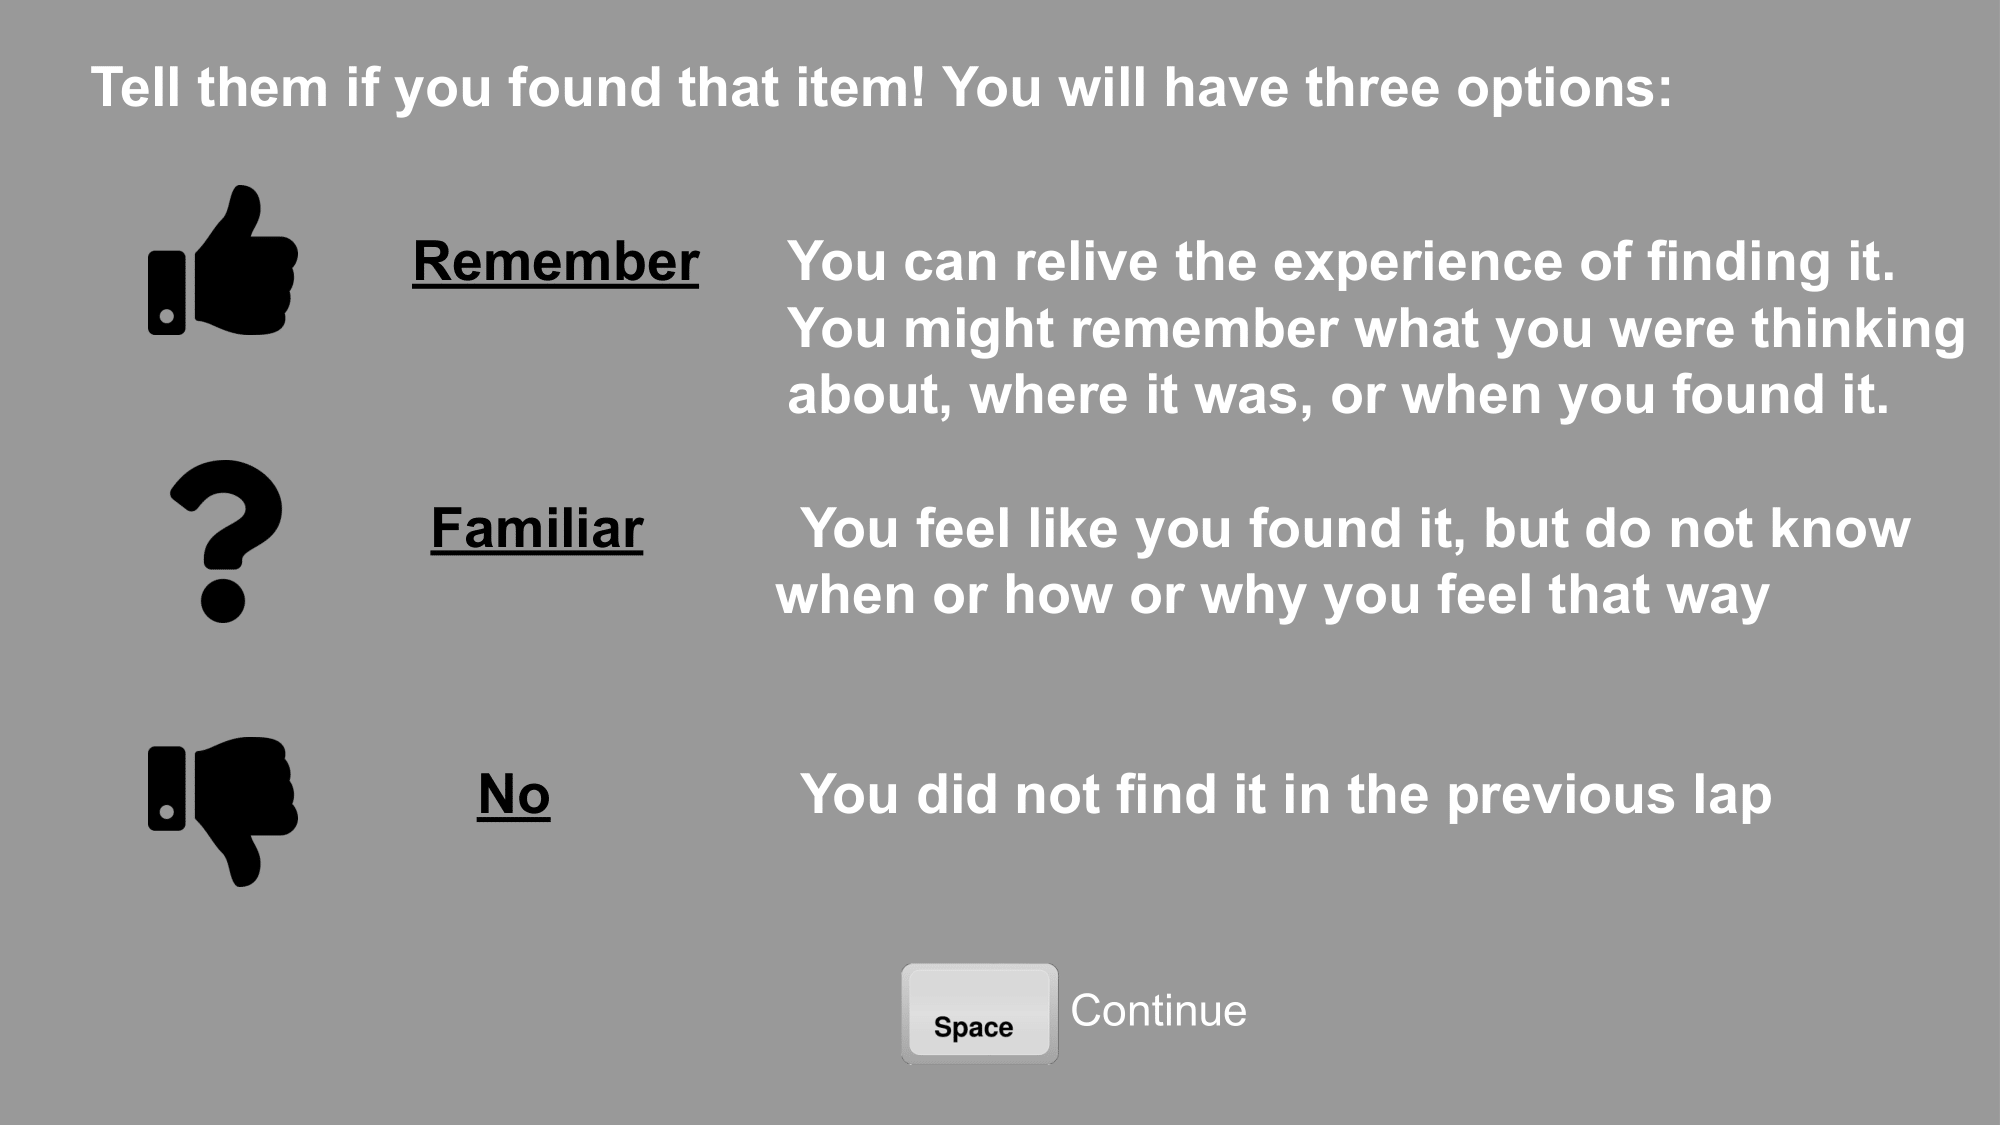 Tell them if you found that item! You will have three options:
Remember
You can relive the experience of finding it.
You might remember what you were thinking
about, where it was, or when you found it.
Familiar
You feel like you found it, but do not know
when or how or why you feel that way
No
You did not find it in the previous lap
Space
Continue